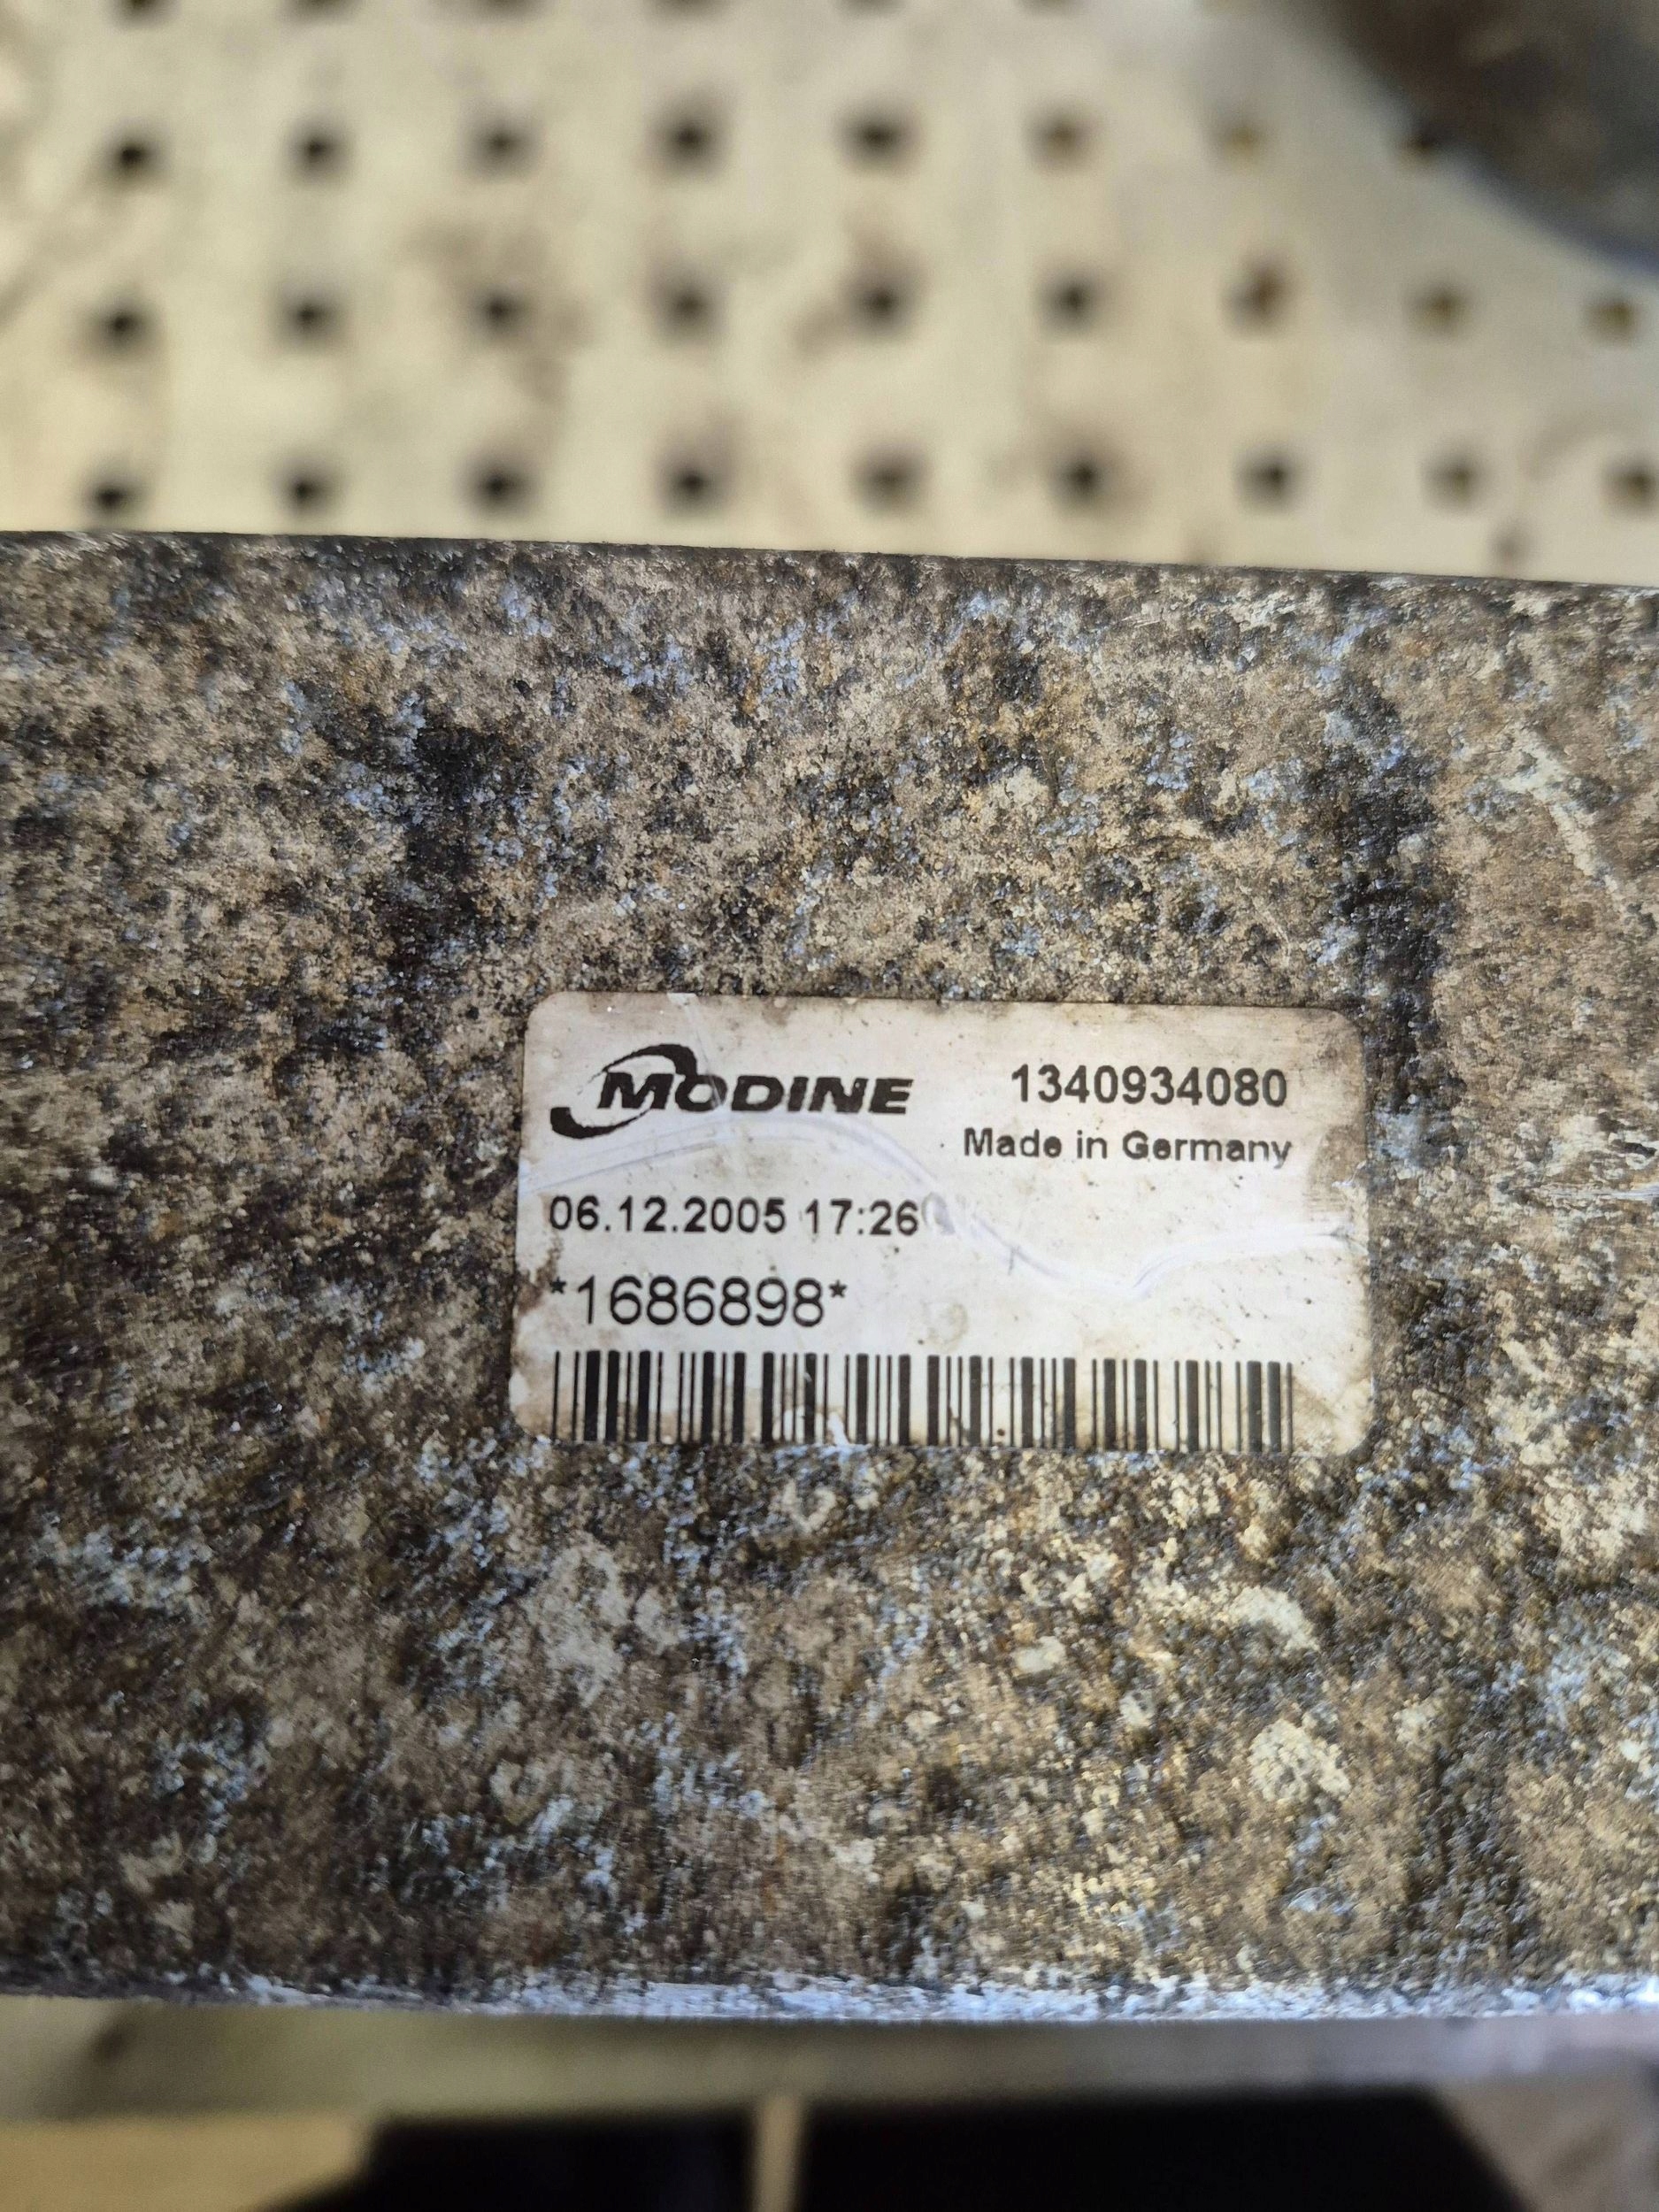 MODINE 1340934080
Made in Germany
06.12.2005 17:26
*1686898*